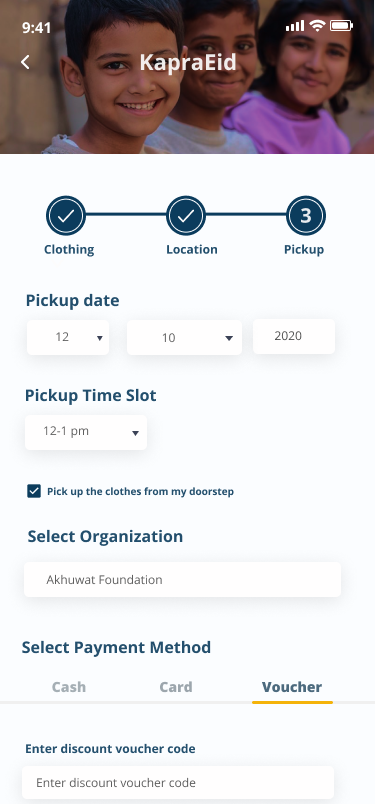 9:41
KapraEid
3
Clothing Location Pickup
Pickup date
12 10 2020
Pickup Time Slot
12-1 pm
Pick up the clothes from my doorstep
Select Organization
Akhuwat Foundation
Select Payment Method
Cash Card Voucher
Enter discount voucher code
Enter discount voucher code